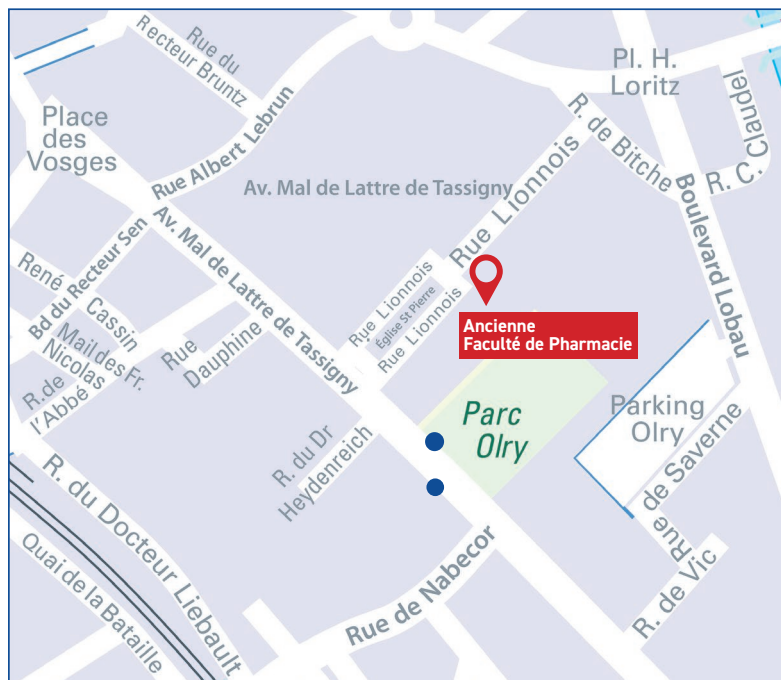 Rue du
Recteur Bruntz
Pl. H.
Loritz
Claudel
Place
des
Vosges
Rue Albert Lebrun
R. de Bitche
R. C.
Av. Mal de Lattre de Tassigny
Rue Lionnois
Boulevard Lobau
Av. Mal de Lattre de Tassigny
Bd du Recteur Sen
René
Cassin
Rue Lionnois
Église St Pierre
Rue Lionnois
Ancienne
Faculté de Pharmacie
Mail des Fr.
Nicolas
Rue
Dauphine
R.de
l'Abbé
Parc
Olry
Parking
Olry
R. du Dr
Heydenreich
Rue de Saverne
R. du Docteur Liebault
Rue de Nabecor
R. de Vic
Quai de la Bataille